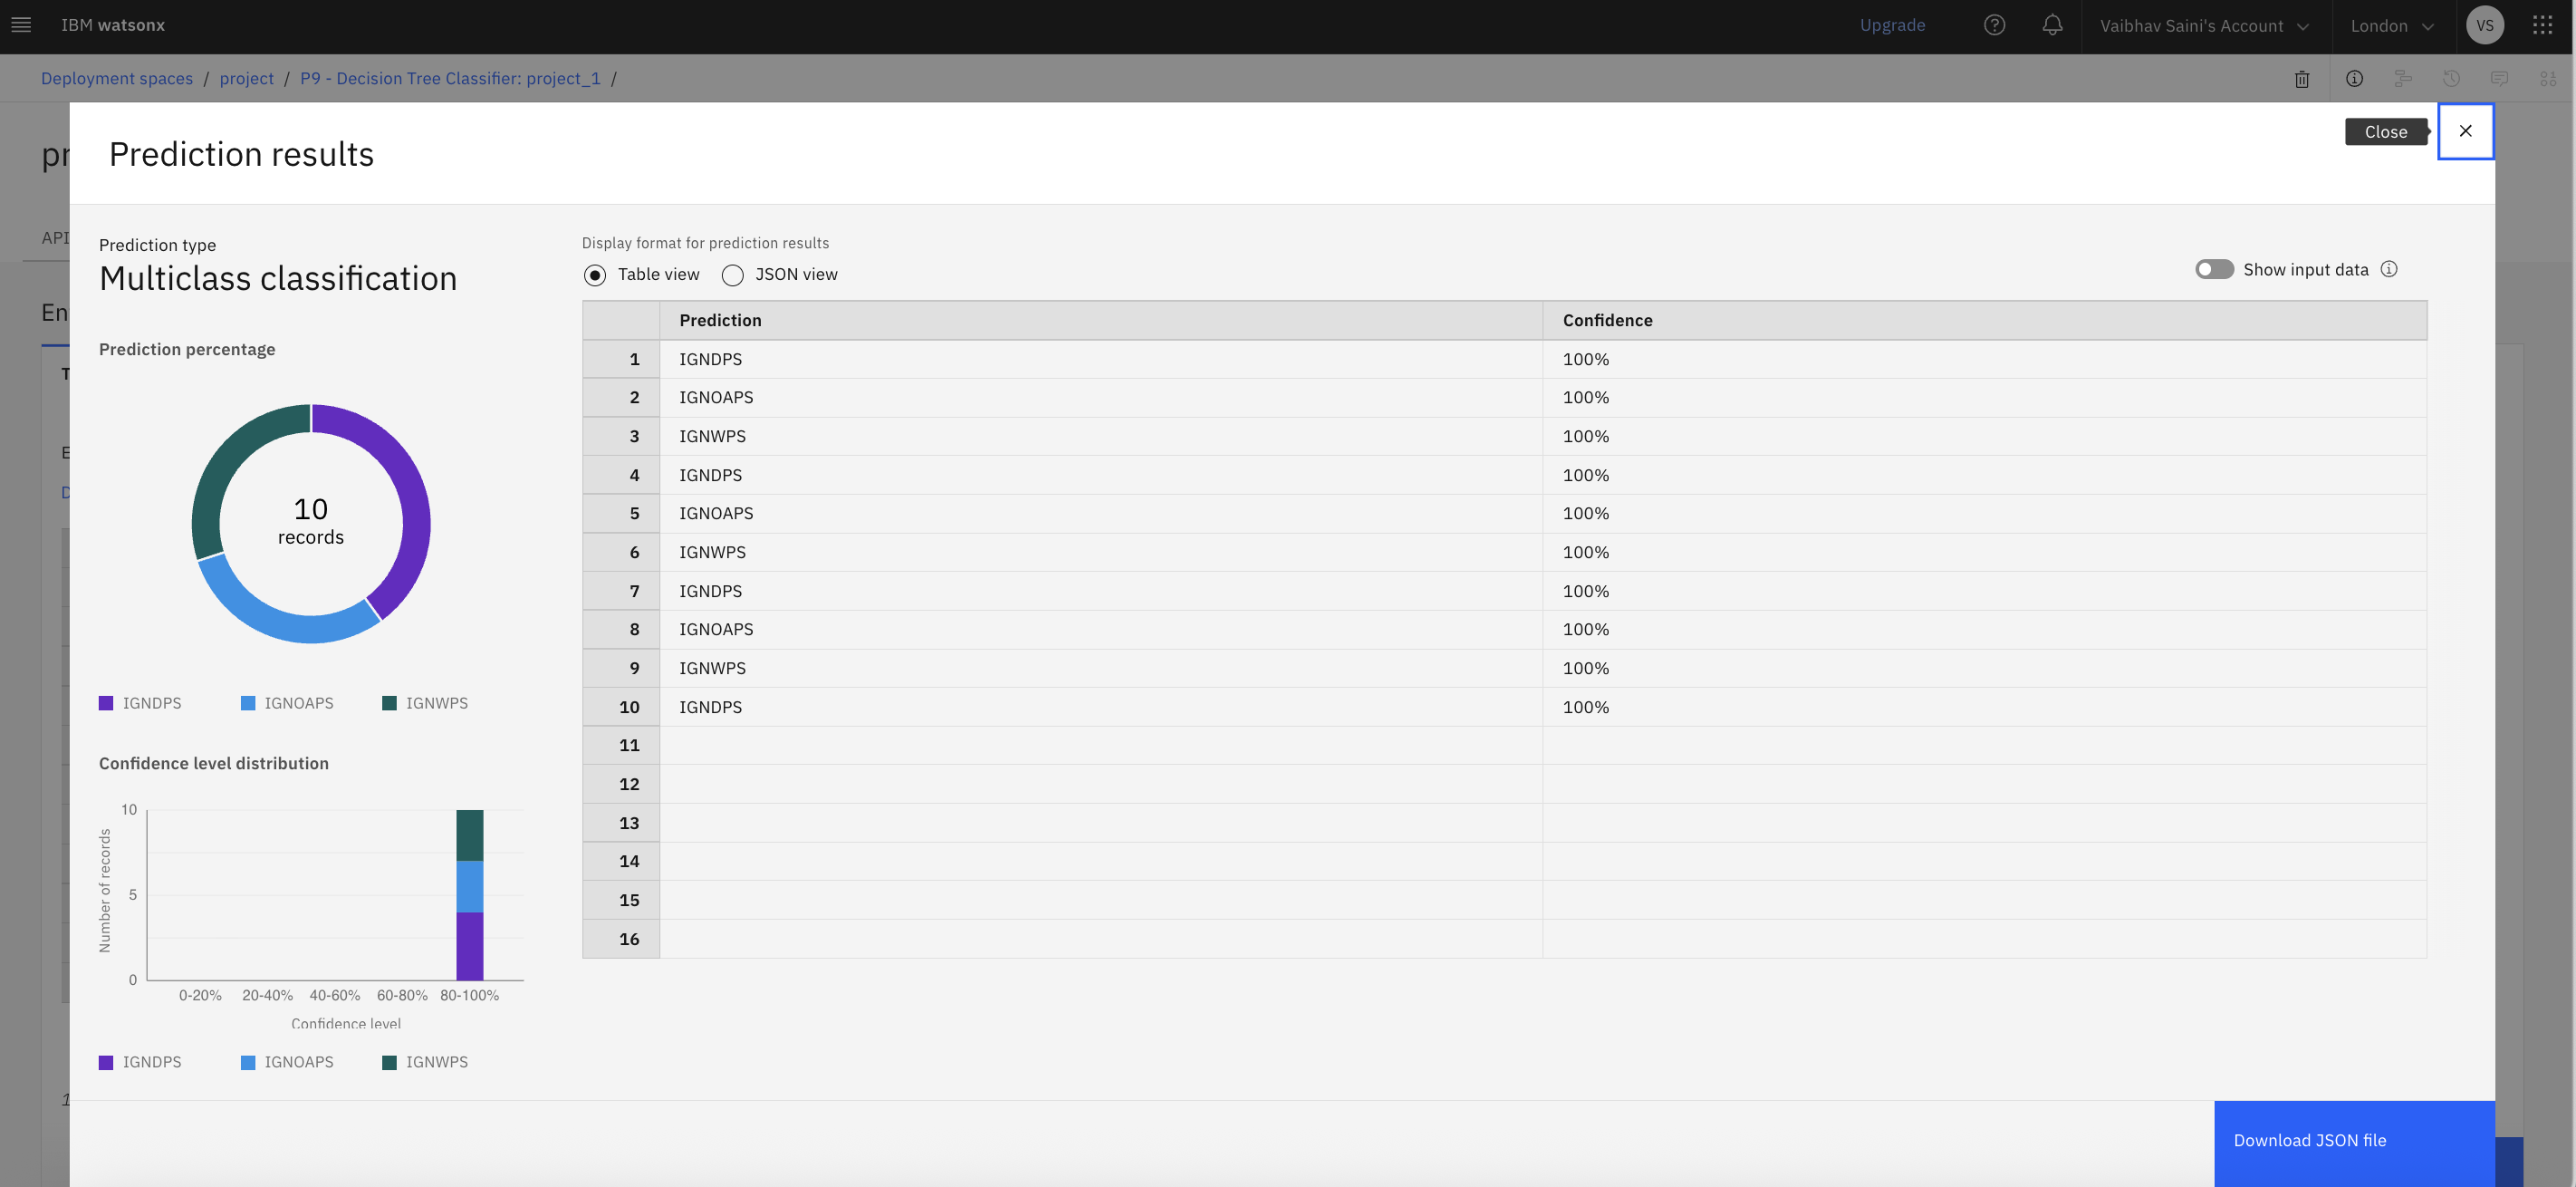 IBM watsonx
Upgrade
Vaibhav Saini's Account
London
VS
Deployment spaces / project / P9 - Decision Tree Classifier: project_1 /
pr
Prediction results
Close
API
En
T
E
D
1
Prediction type
Multiclass classification
Prediction percentage
10
records
IGNDPS IGNOAPS IGNWPS
Confidence level distribution
Number of records
10
5
0
0-20% 20-40% 40-60% 60-80% 80-100%
Confidence level
IGNDPS IGNOAPS IGNWPS
Display format for prediction results
Table view JSON view
Show input data
Prediction Confidence
1 IGNDPS 100%
2 IGNOAPS 100%
3 IGNWPS 100%
4 IGNDPS 100%
5 IGNOAPS 100%
6 IGNWPS 100%
7 IGNDPS 100%
8 IGNOAPS 100%
9 IGNWPS 100%
10 IGNDPS 100%
11
12
13
14
15
16
Download JSON file